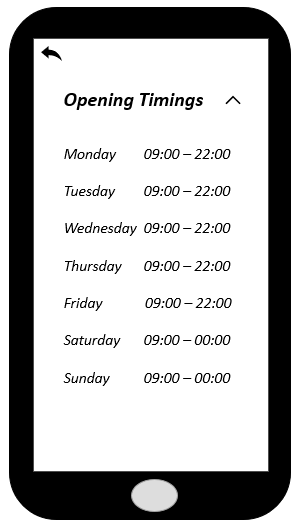 Opening Timings
Monday 09:00 – 22:00
Tuesday 09:00 – 22:00
Wednesday 09:00 – 22:00
Thursday 09:00 – 22:00
Friday 09:00 – 22:00
Saturday 09:00 – 00:00
Sunday 09:00 – 00:00